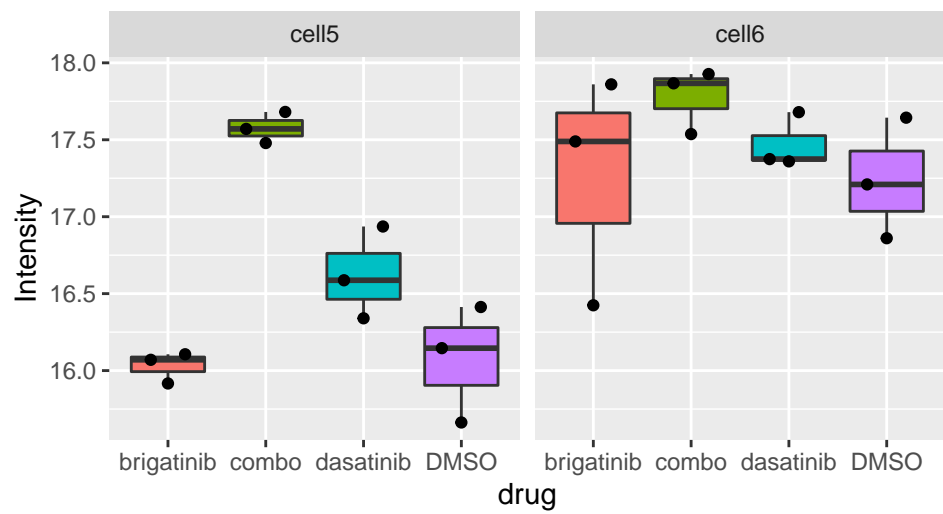 cell5 cell6
18.0
17.5
17.0
16.5
16.0
Intensity
brigatinib combo dasatinib DMSO brigatinib combo dasatinib DMSO
drug